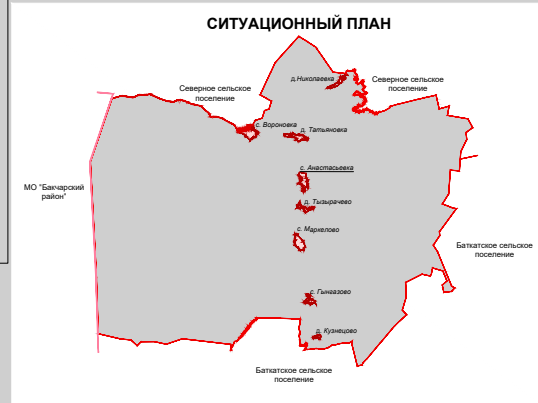 СИТУАЦИОННЫЙ ПЛАН
д.Николаевка
Северное сельское
поселение
Северное сельское
поселение
с. Вороновка
д. Татьяновка
с. Анастасьевка
МО "Бакчарский
район"
д. Тызырачево
с. Маркелово
Баткатское сельское
поселение
с. Гынгазово
д. Кузнецово
Баткатское сельское
поселение